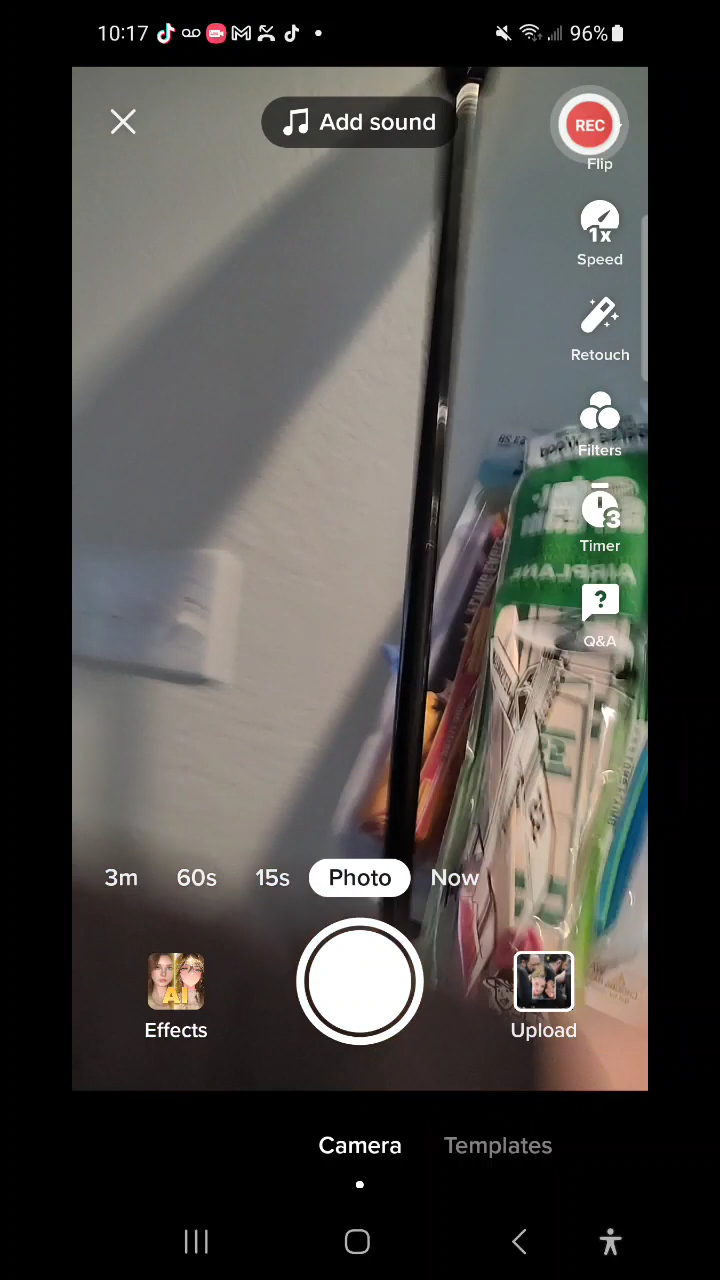 10:17
96%
Add sound
REC
Flip
1x
Speed
Retouch
Filters
3
Timer
AIRPLANE
?
Q&A
3m 60s 15s Photo Now
AI
Effects
Upload
Camera Templates